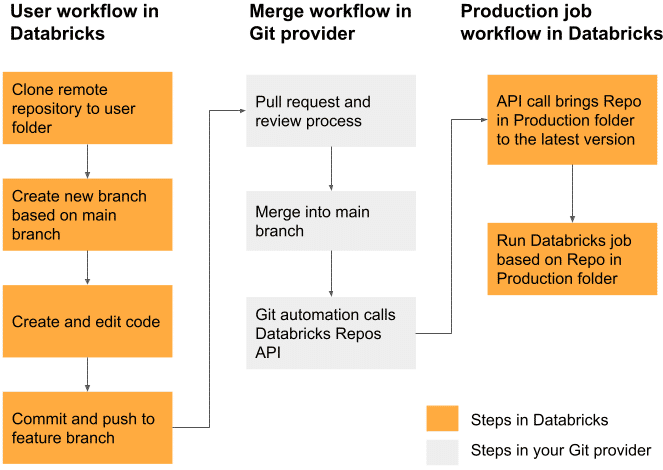 User workflow in
Databricks
Clone remote
repository to user
folder
Create new branch
based on main
branch
Create and edit code
Commit and push to
feature branch
Merge workflow in
Git provider
Pull request and
review process
Merge into main
branch
Git automation calls
Databricks Repos
API
Production job
workflow in Databricks
API call brings Repo
in Production folder
to the latest version
Run Databricks job
based on Repo in
Production folder
Steps in Databricks
Steps in your Git provider